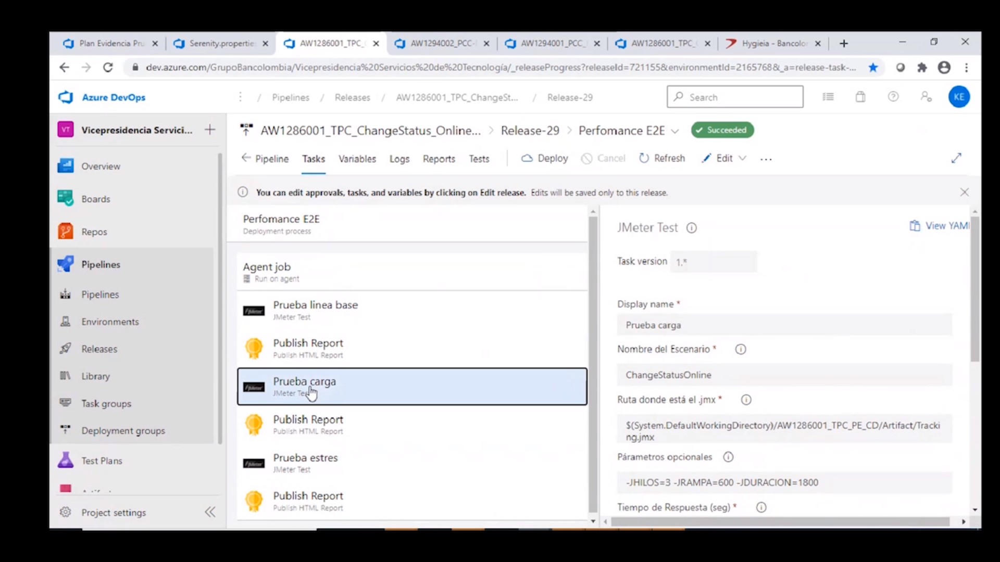 Plan Evidencia Pru
Serenity.propertie
AW1286001_TPC_
AW1294002_PCC-
AW1294001_PCC_
AW1286001_TPC_
Hygieia - Bancolo
dev.azure.com/GrupoBancolombia/Vicepresidencia%20Servicios%20de%20Tecnología/_releaseProgress?releaseId=721155&environmentId=2165768&_a=release-task-...
Azure DevOps
/ Pipelines / Releases / AW1286001_TPC_ChangeSt... / Release-29
Search
KE
VT Vicepresidencia Servici...
AW1286001_TPC_ChangeStatus_Online... > Release-29 > Perfomance E2E
Succeeded
Pipeline Tasks Variables Logs Reports Tests Deploy Cancel Refresh Edit ...
You can edit approvals, tasks, and variables by clicking on Edit release. Edits will be saved only to this release.
Overview
Boards
Repos
Pipelines
Pipelines
Environments
Releases
Library
Task groups
Deployment groups
Test Plans
Project settings
Perfomance E2E
Deployment process
Agent job
Run on agent
Prueba linea base
JMeter Test
Publish Report
Publish HTML Report
Prueba carga
JMeter Te
Publish Report
Publish HTML Report
Prueba estres
JMeter Test
Publish Report
Publish HTML Report
JMeter Test
View YAM
Task version 1.*
Display name *
Prueba carga
Nombre del Escenario *
ChangeStatusOnline
Ruta donde está el .jmx *
$(System.DefaultWorkingDirectory)/AW1286001_TPC_PE_CD/Artifact/Tracki
ng.jmx
Párametros opcionales
-JHILOS=3 -JRAMPA=600 -JDURACION=1800
Tiempo de Respuesta (seg) *